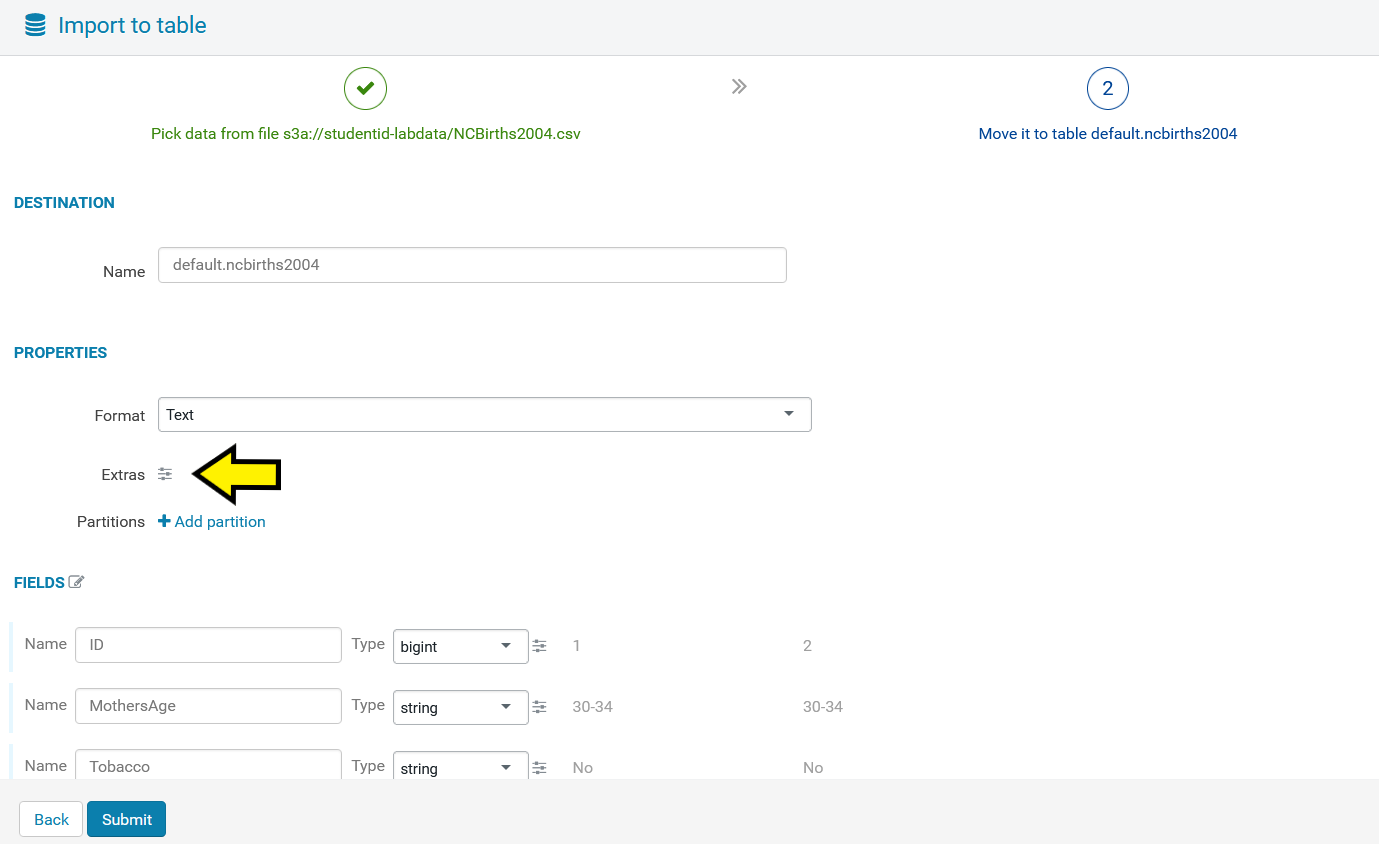 Import to table
2
Pick data from file s3a://studentid-labdata/NCBirths2004.csv
Move it to table default.ncbirths2004
DESTINATION
Name default.ncbirths2004
PROPERTIES
Format Text
Extras
Partitions Add partition
FIELDS
Name ID Type bigint 1 2
Name MothersAge Type string 30-34 30-34
Name Tobacco Type string No No
Back Submit